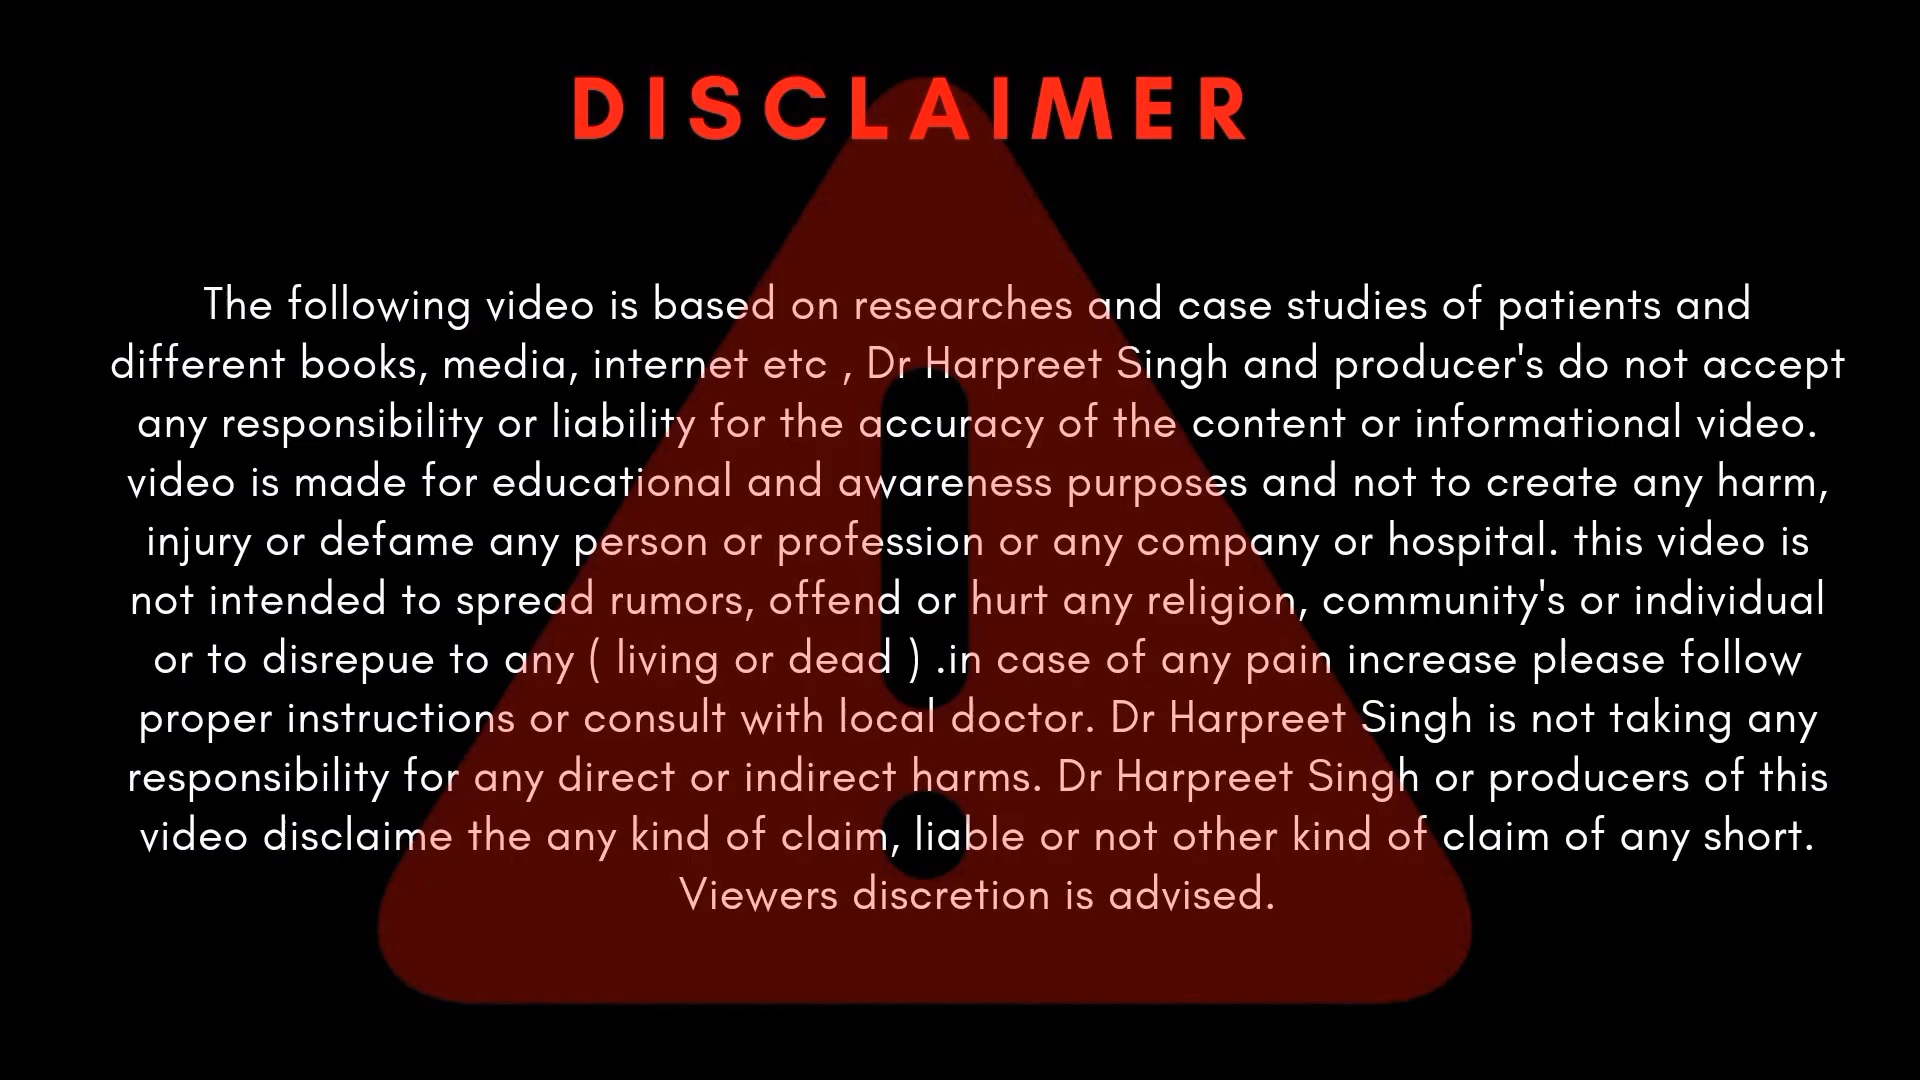 DISCLAIMER
The following video is based on researches and case studies of patients and
different books, media, internet etc , Dr Harpreet Singh and producer's do not accept
any responsibility or liability for the accuracy of the content or informational video.
video is made for educational and awareness purposes and not to create any harm,
injury or defame any person or profession or any company or hospital. this video is
not intended to spread rumors, offend or hurt any religion, community's or individual
or to disrepue to any ( living or dead ) .in case of any pain increase please follow
proper instructions or consult with local doctor. Dr Harpreet Singh is not taking any
responsibility for any direct or indirect harms. Dr Harpreet Singh or producers of this
video disclaime the any kind of claim, liable or not other kind of claim of any short.
Viewers discretion is advised.